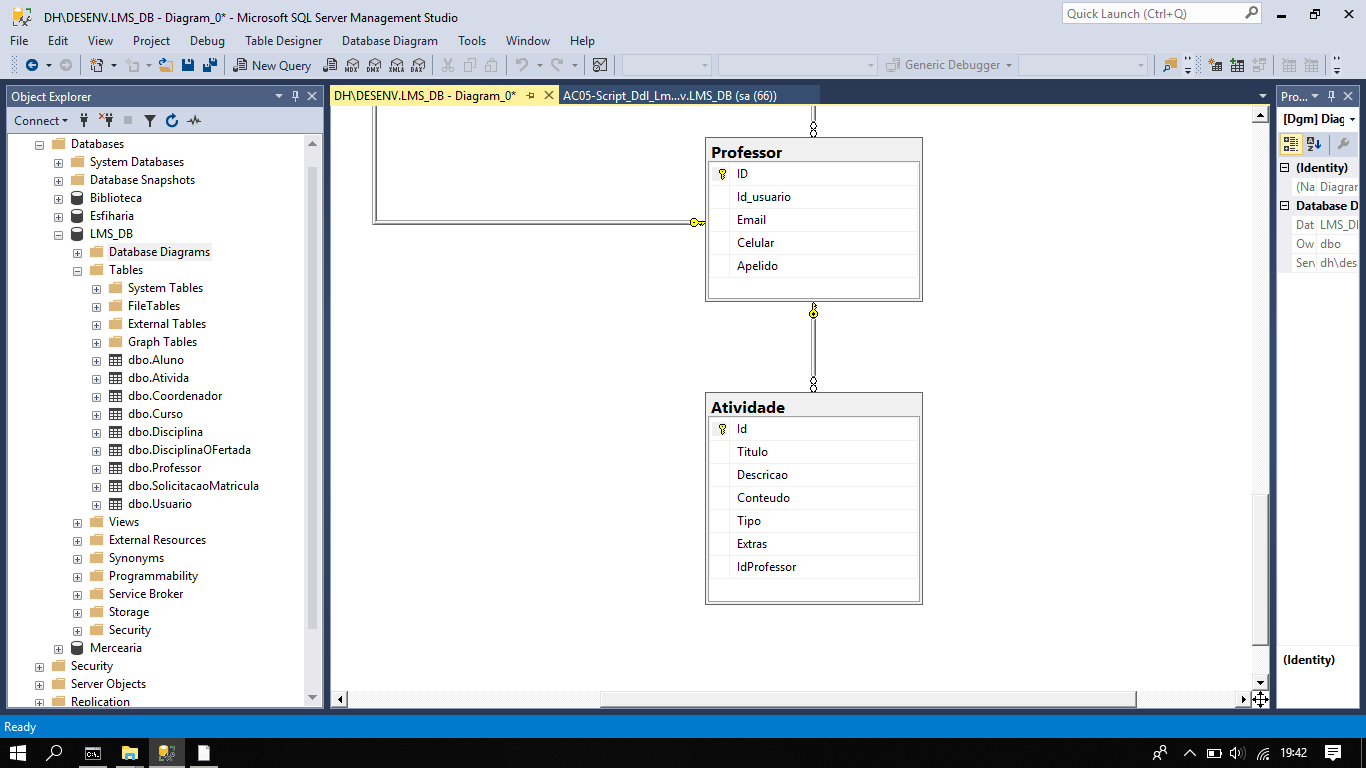 DH\DESENV.LMS_DB - Diagram_0* - Microsoft SQL Server Management Studio
Quick Launch (Ctrl+Q)
File Edit View Project Debug Table Designer Database Diagram Tools Window Help
New Query MDX DMX XMLA DAX Generic Debugger
Object Explorer
DH\DESENV.LMS_DB - Diagram_0* AC05-Script_Ddl_Lm...v.LMS_DB (sa (66))
Pro...
Connect
[Dgm] Diag
Databases
System Databases
Database Snapshots
Biblioteca
Esfiharia
LMS_DB
Database Diagrams
Tables
System Tables
FileTables
External Tables
Graph Tables
dbo.Aluno
dbo.Ativida
dbo.Coordenador
dbo.Curso
dbo.Disciplina
dbo.DisciplinaOFertada
dbo.Professor
dbo.SolicitacaoMatricula
dbo.Usuario
Views
External Resources
Synonyms
Programmability
Service Broker
Storage
Security
Mercearia
Security
Server Objects
Replication
Professor
ID
Id_usuario
Email
Celular
Apelido
Atividade
Id
Titulo
Descricao
Conteudo
Tipo
Extras
IdProfessor
(Identity)
(Na Diagrar
Database D
Dat LMS_DI
Ow dbo
Ser dh\des
(Identity)
Ready
19:42